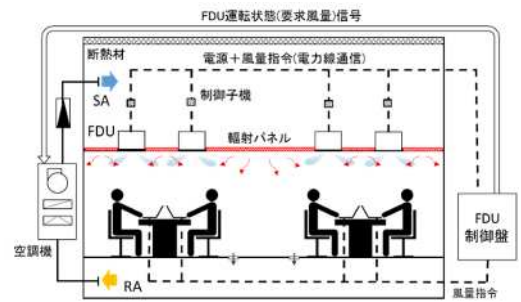 FDU運転状態(要求風量)信号
断熱材
電源＋風量指令(電力線通信)
SA
制御子機
FDU
輻射パネル
空調機
FDU
制御盤
RA
風量指令